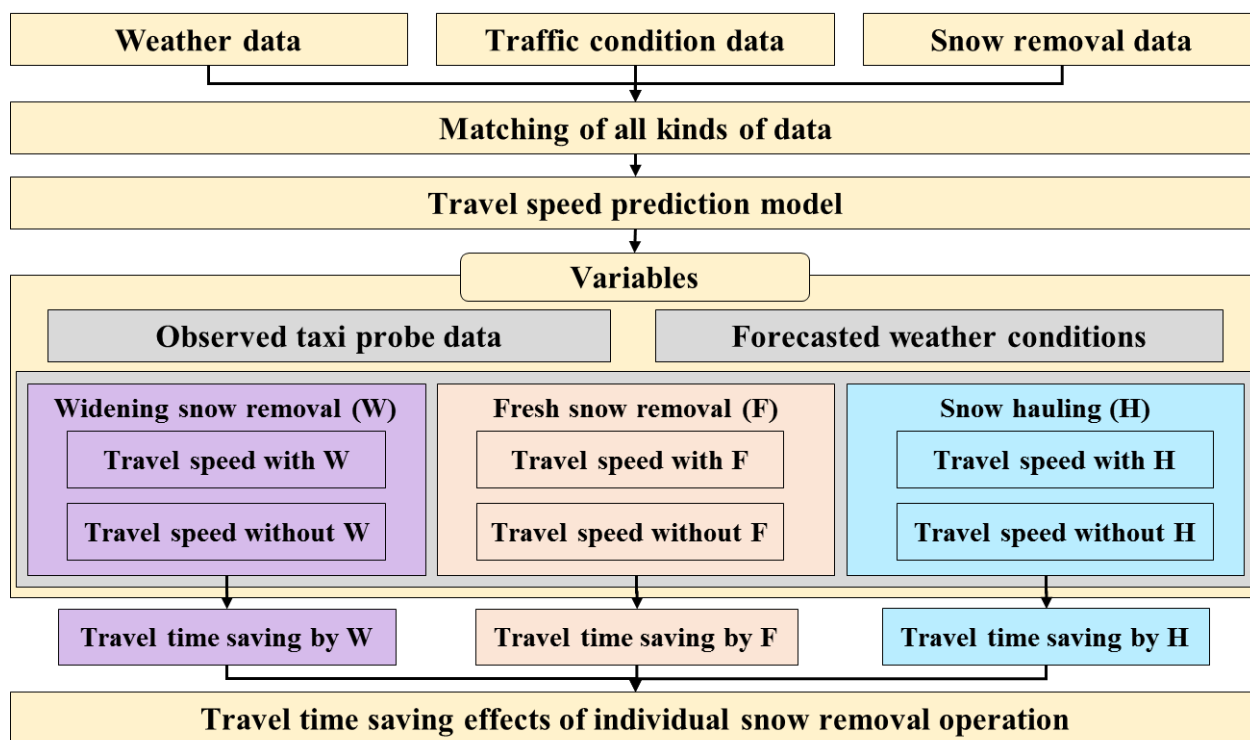 Weather data
Traffic condition data
Snow removal data
Matching of all kinds of data
Travel speed prediction model
Variables
Observed taxi probe data
Forecasted weather conditions
Widening snow removal (W)
Travel speed with W
Travel speed without W
Fresh snow removal (F)
Travel speed with F
Travel speed without F
Snow hauling (H)
Travel speed with H
Travel speed without H
Travel time saving by W
Travel time saving by F
Travel time saving by H
Travel time saving effects of individual snow removal operation